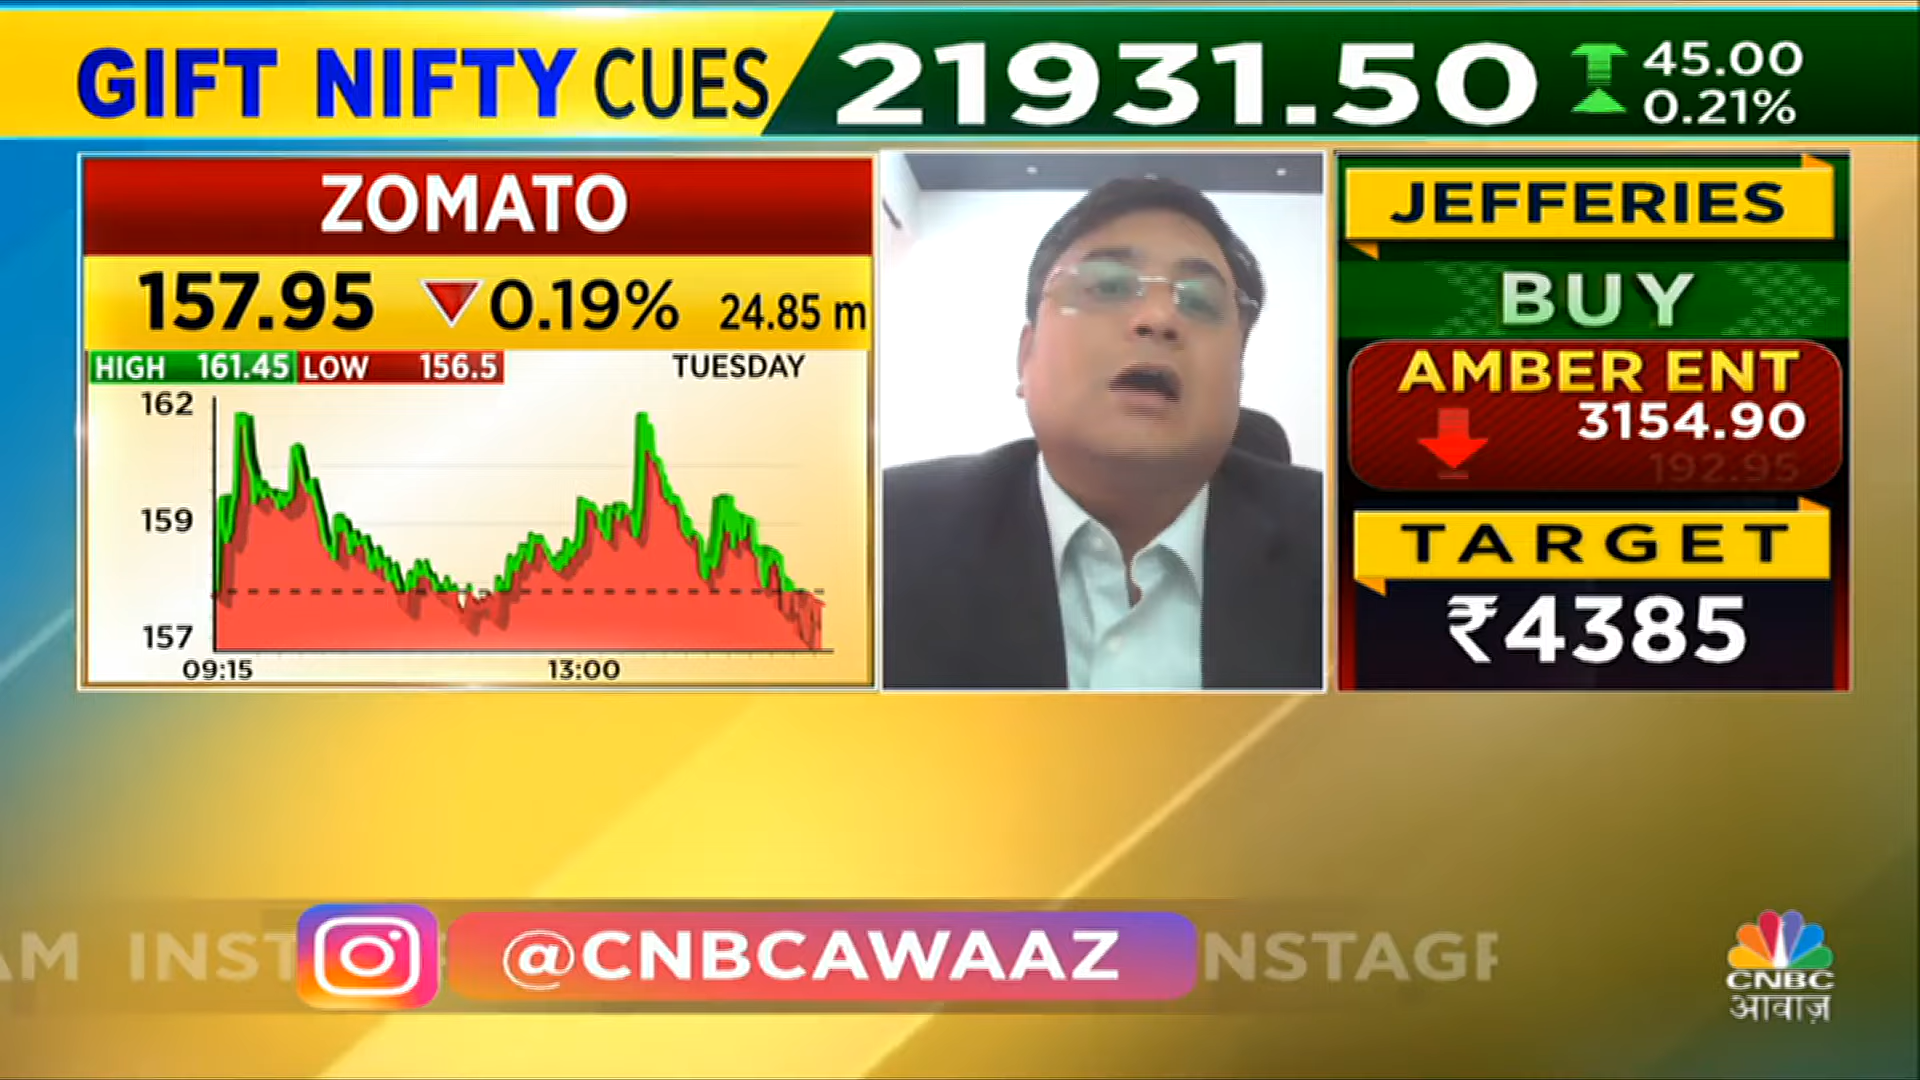 GIFT NIFTY CUES 21931.50 45.00
0.21%
ZOMATO
157.95 0.19% 24.85 m
HIGH 161.45 LOW 156.5 TUESDAY
162
159
157
09:15 13:00
JEFFERIES
BUY
AMBER ENT
3154.90
192.95
TARGET
₹4385
@CNBCAWAAZ
CNBC
आवाज़